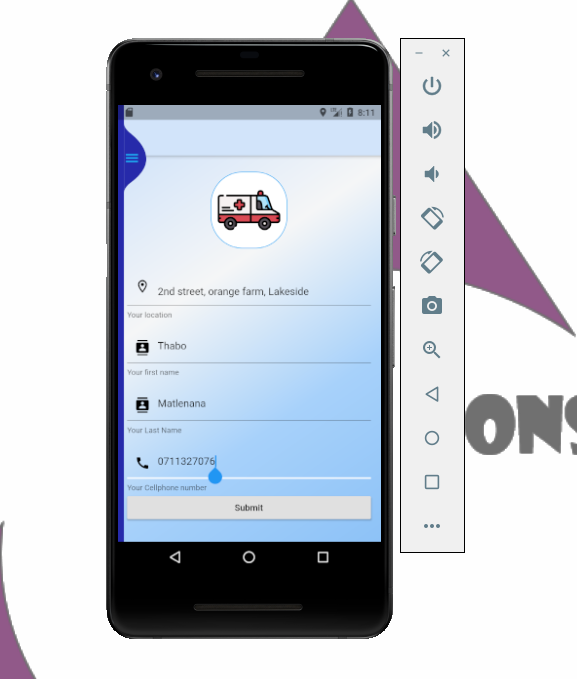 8:11
2nd street, orange farm, Lakeside
Your location
Thabo
Your first name
Matlenana
Your Last Name
0711327076
Your Cellphone number
Submit
ONS